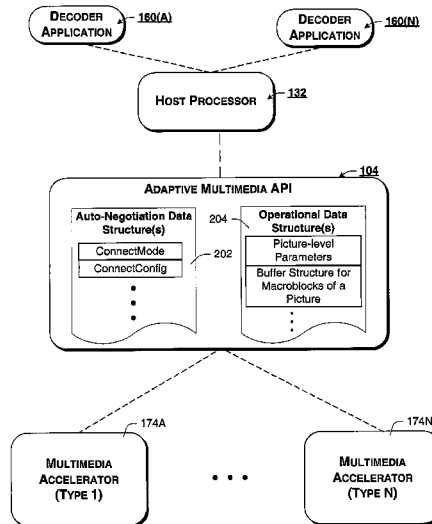 DECODER
APPLICATION
160(A)
DECODER
APPLICATION
160(N)
HOST PROCESSOR
132
104
ADAPTIVE MULTIMEDIA API
Auto-Negotiation Data
Structure(s)
ConnectMode
ConnectConfig
202
204
Operational Data
Structure(s)
Picture-level
Parameters
Buffer Structure for
Macroblocks of a
Picture
174A
MULTIMEDIA
ACCELERATOR
(TYPE 1)
174N
MULTIMEDIA
ACCELERATOR
(TYPE N)